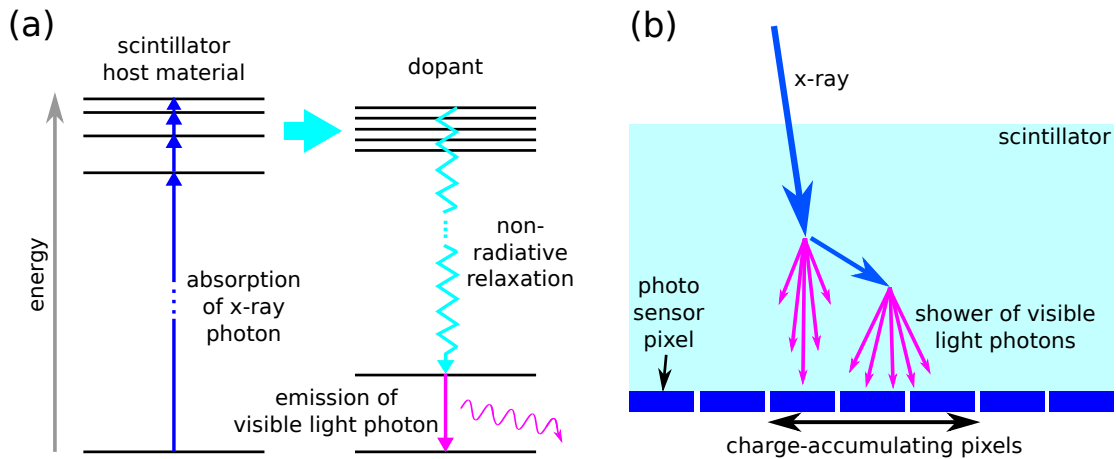 (a)
scintillator
host material
dopant
energy
absorption
of x-ray
photon
non-
radiative
relaxation
emission of
visible light photon
(b)
x-ray
scintillator
photo
sensor
pixel
shower of visible
light photons
charge-accumulating pixels